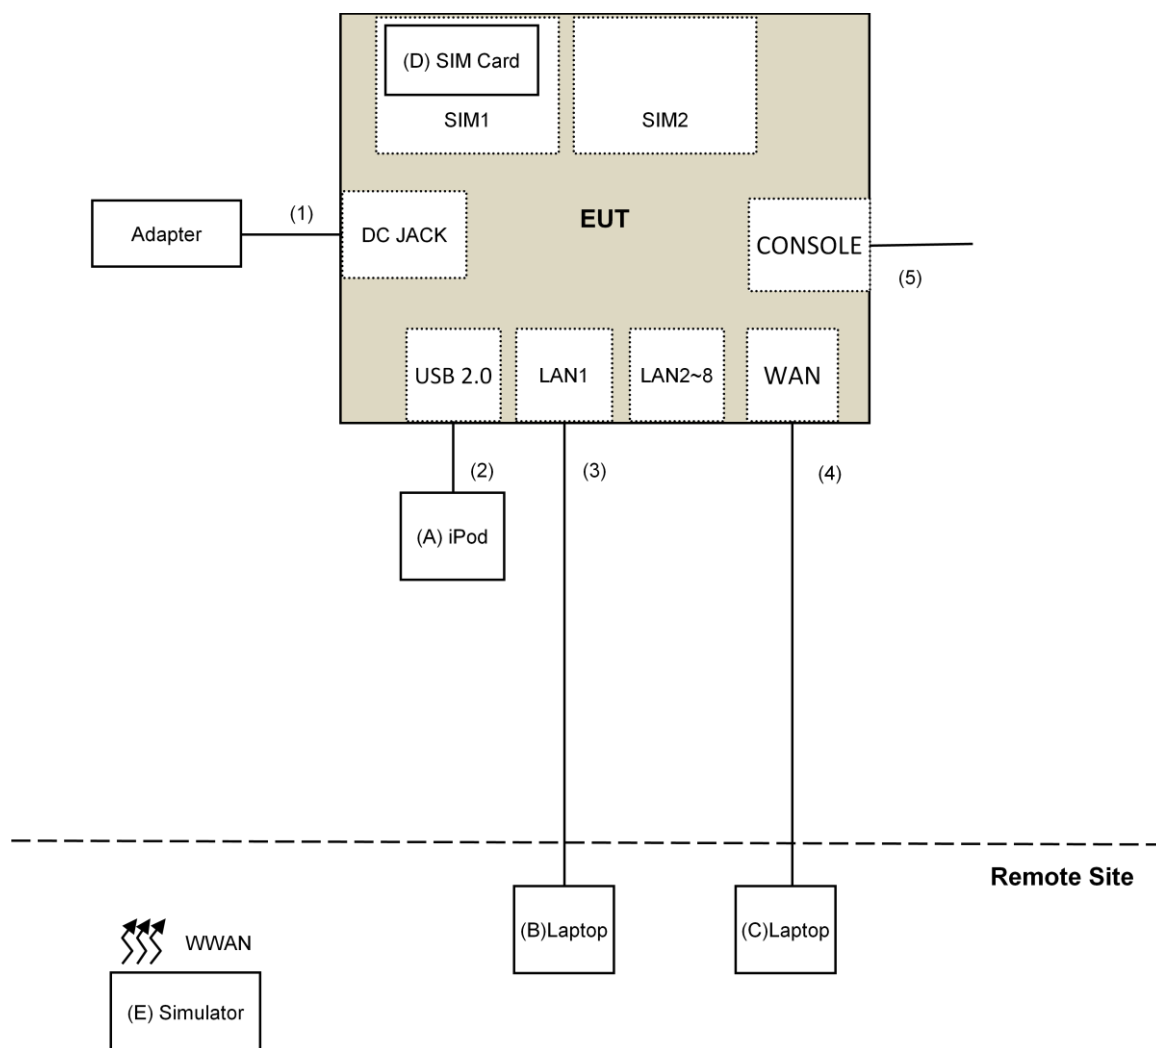 (D) SIM Card
SIM1
SIM2
EUT
Adapter
(1)
DC JACK
CONSOLE
(5)
USB 2.0
LAN1
LAN2~8
WAN
(2)
(3)
(4)
(A) iPod
Remote Site
(B)Laptop
(C)Laptop
WWAN
(E) Simulator